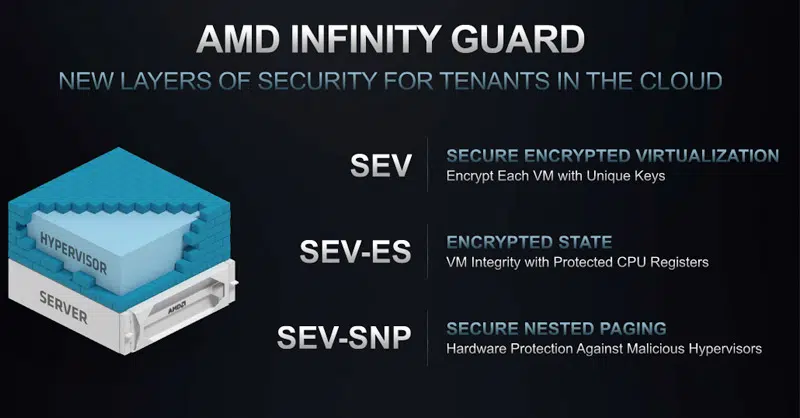 AMD INFINITY GUARD
NEW LAYERS OF SECURITY FOR TENANTS IN THE CLOUD
SEV
SECURE ENCRYPTED VIRTUALIZATION
Encrypt Each VM with Unique Keys
SEV-ES
ENCRYPTED STATE
VM Integrity with Protected CPU Registers
SEV-SNP
SECURE NESTED PAGING
Hardware Protection Against Malicious Hypervisors
HYPERVISOR
SERVER
AMD